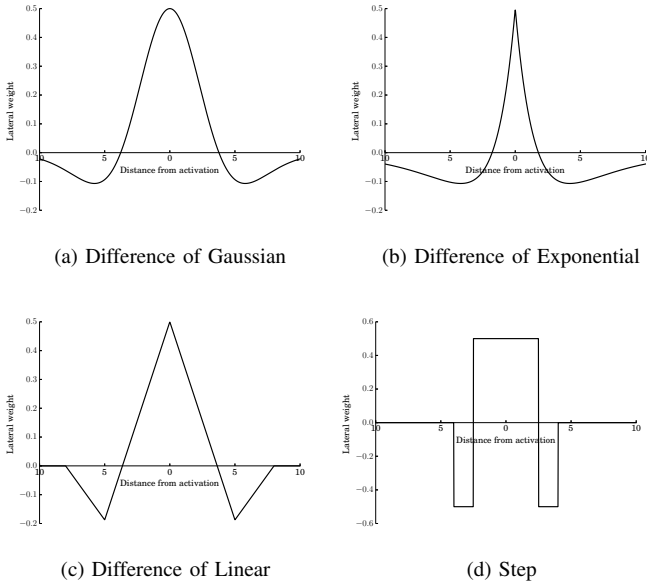 0.5
0.4
0.3
0.2
0.1
0.0
−0.1
−0.2
Lateral weight
10 5 0 5 10
Distance from activation
(a) Difference of Gaussian
0.5
0.4
0.3
0.2
0.1
0.0
−0.1
−0.2
Lateral weight
10 5 0 5 10
Distance from activation
(b) Difference of Exponential
0.5
0.4
0.3
0.2
0.1
0.0
−0.1
−0.2
Lateral weight
10 5 0 5 10
Distance from activation
(c) Difference of Linear
0.6
0.4
0.2
0.0
−0.2
−0.4
−0.6
Lateral weight
10 5 0 5 10
Distance from activation
(d) Step